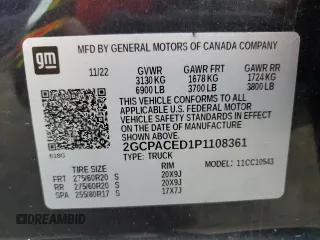 gm
MFD BY GENERAL MOTORS OF CANADA COMPANY
11/22 GVWR GAWR FRT GAWR RR
3130 KG 1678 KG 1724 KG
6900 LB 3700 LB 3800 LB
THIS VEHICLE CONFORMS TO ALL
APPLICABLE U.S. FEDERAL MOTOR
VEHICLE SAFETY STANDARDS IN EFFECT ON
THE DATE OF MANUFACTURE SHOWN ABOVE.
2GCPACED1P1108361
618G TYPE: TRUCK MODEL: 11CC10543
TIRE SIZE RIM
FRT 275/60R20 S 20X9J
RR 275/60R20 S 20X9J
SPA 255/80R17 S 17X7J